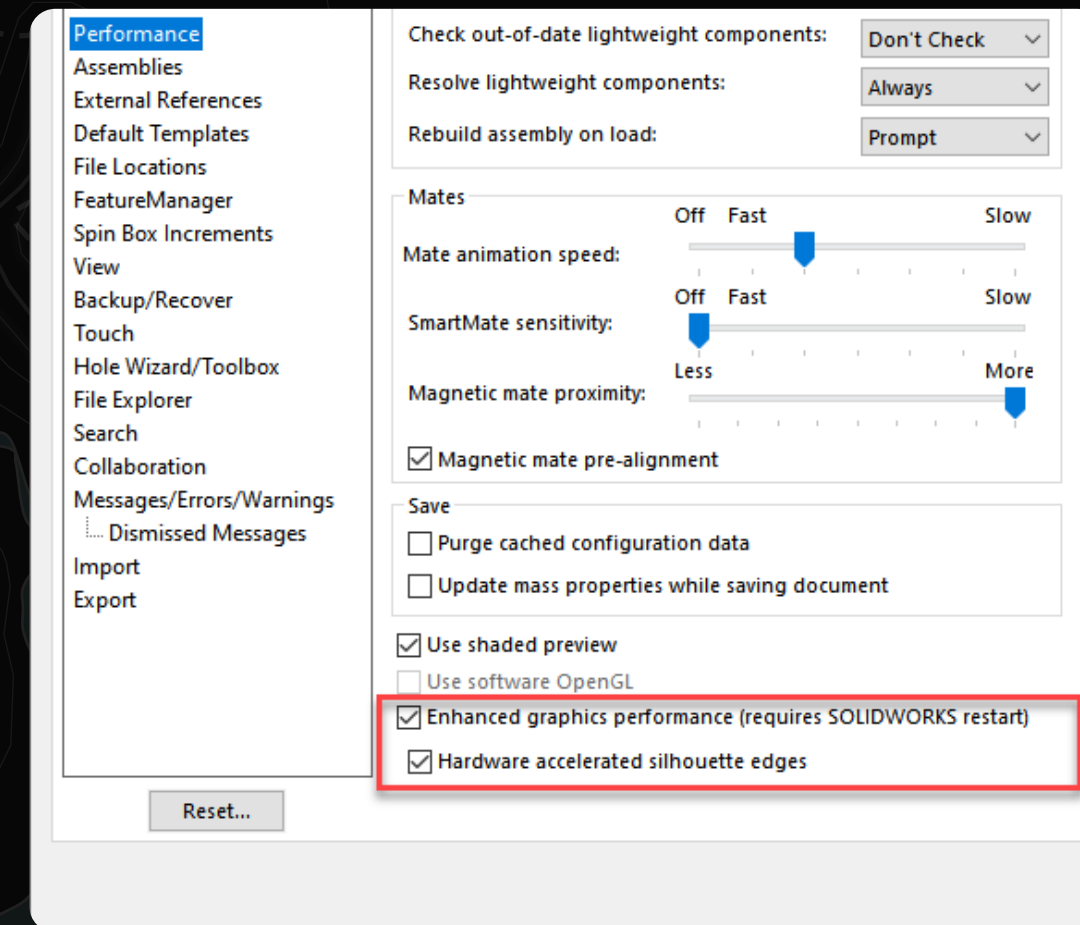 Performance
Assemblies
External References
Default Templates
File Locations
FeatureManager
Spin Box Increments
View
Backup/Recover
Touch
Hole Wizard/Toolbox
File Explorer
Search
Collaboration
Messages/Errors/Warnings
Dismissed Messages
Import
Export
Reset...
Check out-of-date lightweight components: Don't Check
Resolve lightweight components: Always
Rebuild assembly on load: Prompt
Mates
Off Fast Slow
Mate animation speed:
Off Fast Slow
SmartMate sensitivity:
Less More
Magnetic mate proximity:
Magnetic mate pre-alignment
Save
Purge cached configuration data
Update mass properties while saving document
Use shaded preview
Use software OpenGL
Enhanced graphics performance (requires SOLIDWORKS restart)
Hardware accelerated silhouette edges